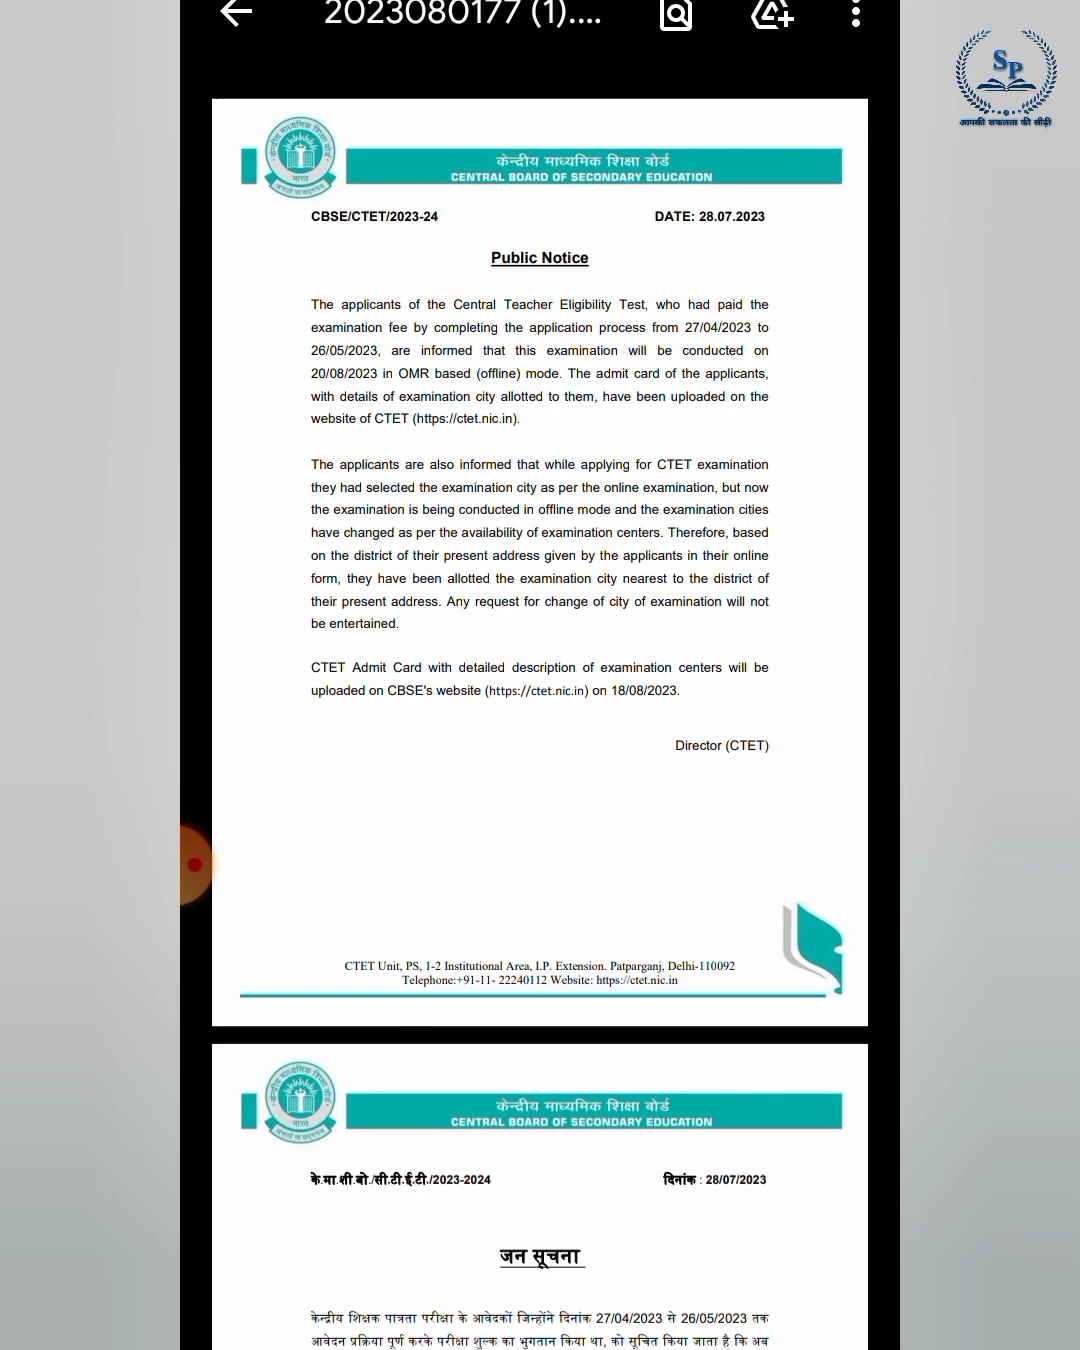 2023080177 (1)....
SP
आपकी सफलता की सीढ़ी
केन्द्रीय माध्यमिक शिक्षा बोर्ड
भारत
असतो मा सद्गमय
केन्द्रीय माध्यमिक शिक्षा बोर्ड
CENTRAL BOARD OF SECONDARY EDUCATION
CBSE/CTET/2023-24 DATE: 28.07.2023
Public Notice
The applicants of the Central Teacher Eligibility Test, who had paid the
examination fee by completing the application process from 27/04/2023 to
26/05/2023, are informed that this examination will be conducted on
20/08/2023 in OMR based (offline) mode. The admit card of the applicants,
with details of examination city allotted to them, have been uploaded on the
website of CTET (https://ctet.nic.in).
The applicants are also informed that while applying for CTET examination
they had selected the examination city as per the online examination, but now
the examination is being conducted in offline mode and the examination cities
have changed as per the availability of examination centers. Therefore, based
on the district of their present address given by the applicants in their online
form, they have been allotted the examination city nearest to the district of
their present address. Any request for change of city of examination will not
be entertained.
CTET Admit Card with detailed description of examination centers will be
uploaded on CBSE's website (https://ctet.nic.in) on 18/08/2023.
Director (CTET)
CTET Unit, PS, 1-2 Institutional Area, I.P. Extension. Patparganj, Delhi-110092
Telephone:+91-11- 22240112 Website: https://ctet.nic.in
केन्द्रीय माध्यमिक शिक्षा बोर्ड
भारत
असतो मा सद्गमय
केन्द्रीय माध्यमिक शिक्षा बोर्ड
CENTRAL BOARD OF SECONDARY EDUCATION
के.मा.शी.बो./सी.टी.ई.टी./2023-2024 दिनांक : 28/07/2023
जन सूचना
केन्द्रीय शिक्षक पात्रता परीक्षा के आवेदकों जिन्होंने दिनांक 27/04/2023 से 26/05/2023 तक
आवेदन प्रक्रिया पूर्ण करके परीक्षा शुल्क का भुगतान किया था, को सूचित किया जाता है कि अब